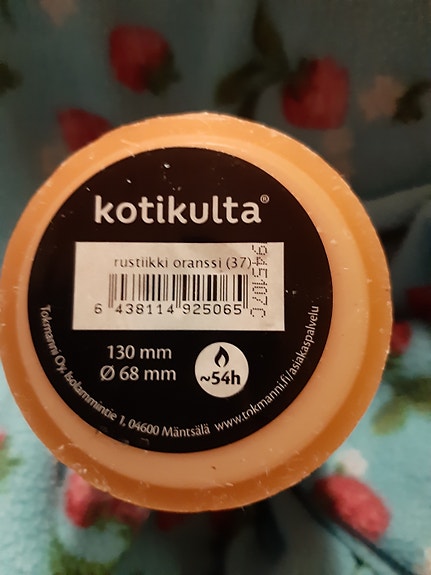 kotikulta®
rustiikki oranssi (37)
6 438114 925065
945107C
130 mm
Ø 68 mm
~54h
Tokmanni Oy, Isolammintie 1, 04600 Mäntsälä www.tokmanni.fi/asiakaspalvelu